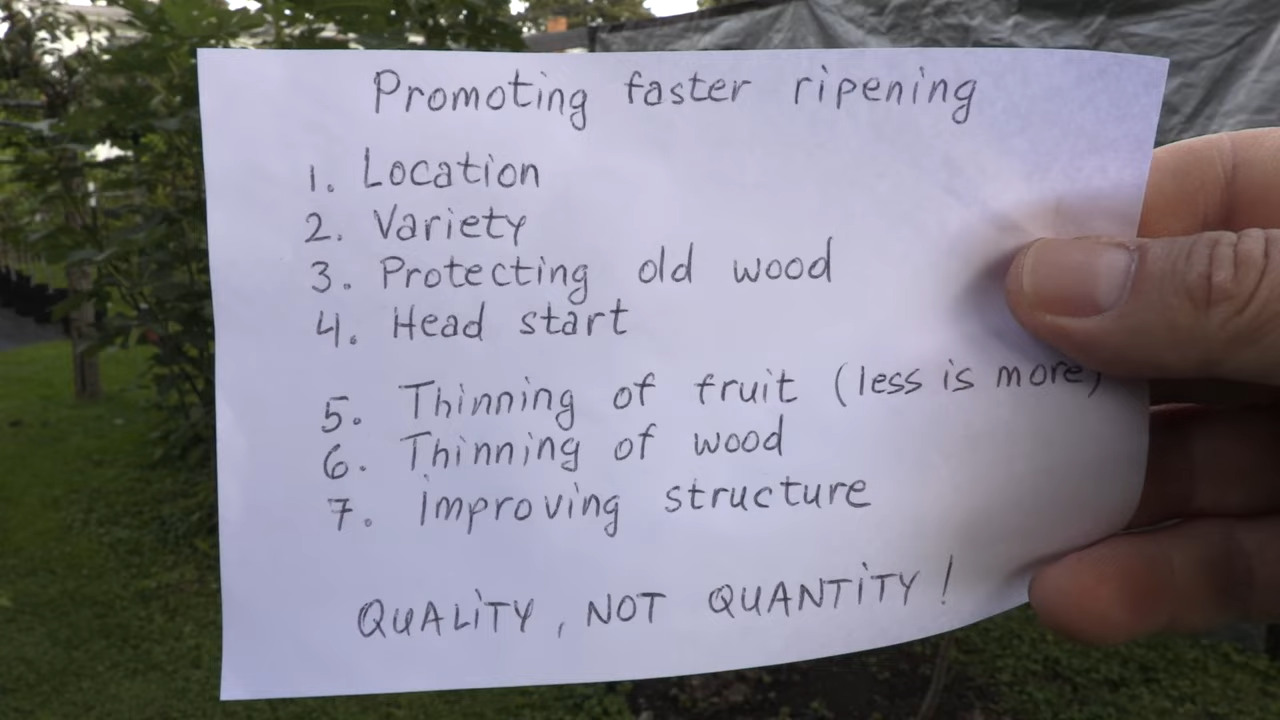 Promoting faster ripening
1. Location
2. Variety
3. Protecting old wood
4. Head start
5. Thinning of fruit (less is more)
6. Thinning of wood
7. Improving structure
QUALITY, NOT QUANTITY!